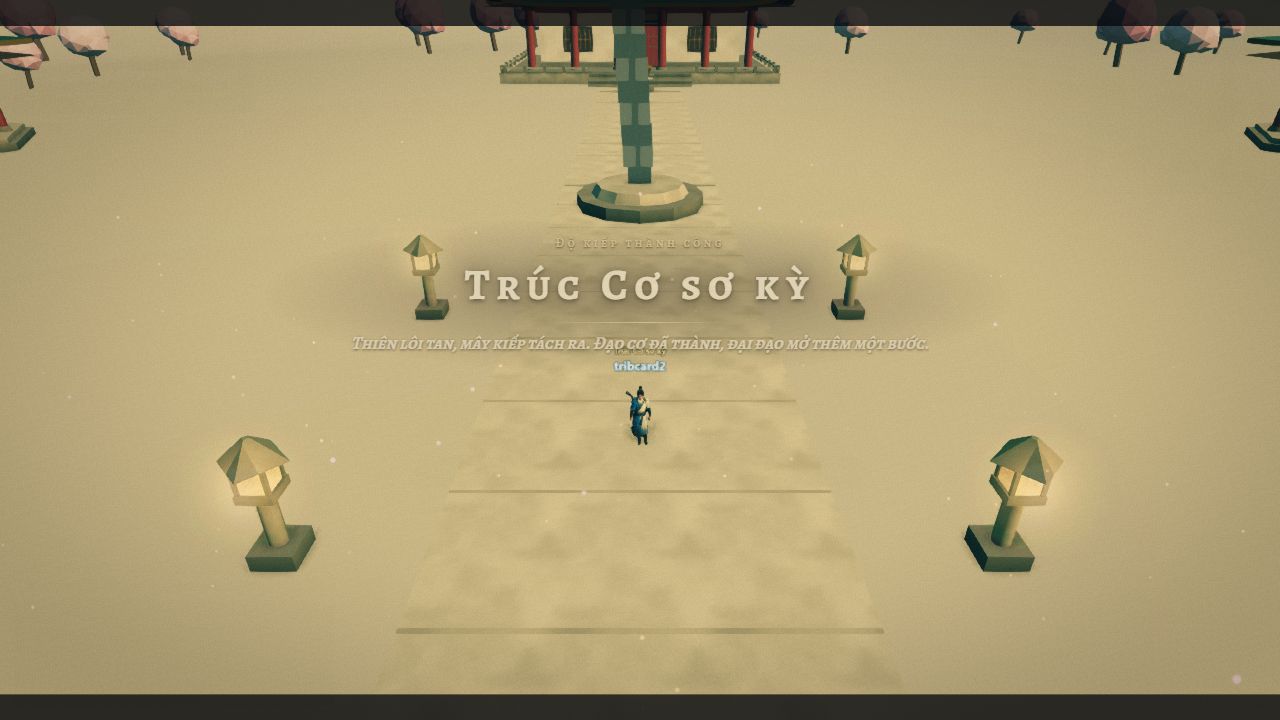 Độ kiếp thành công
Trúc Cơ sơ kỳ
Thiên lôi tan, mây kiếp tách ra. Đạo cơ đã thành, đại đạo mở thêm một bước.
tribcard2